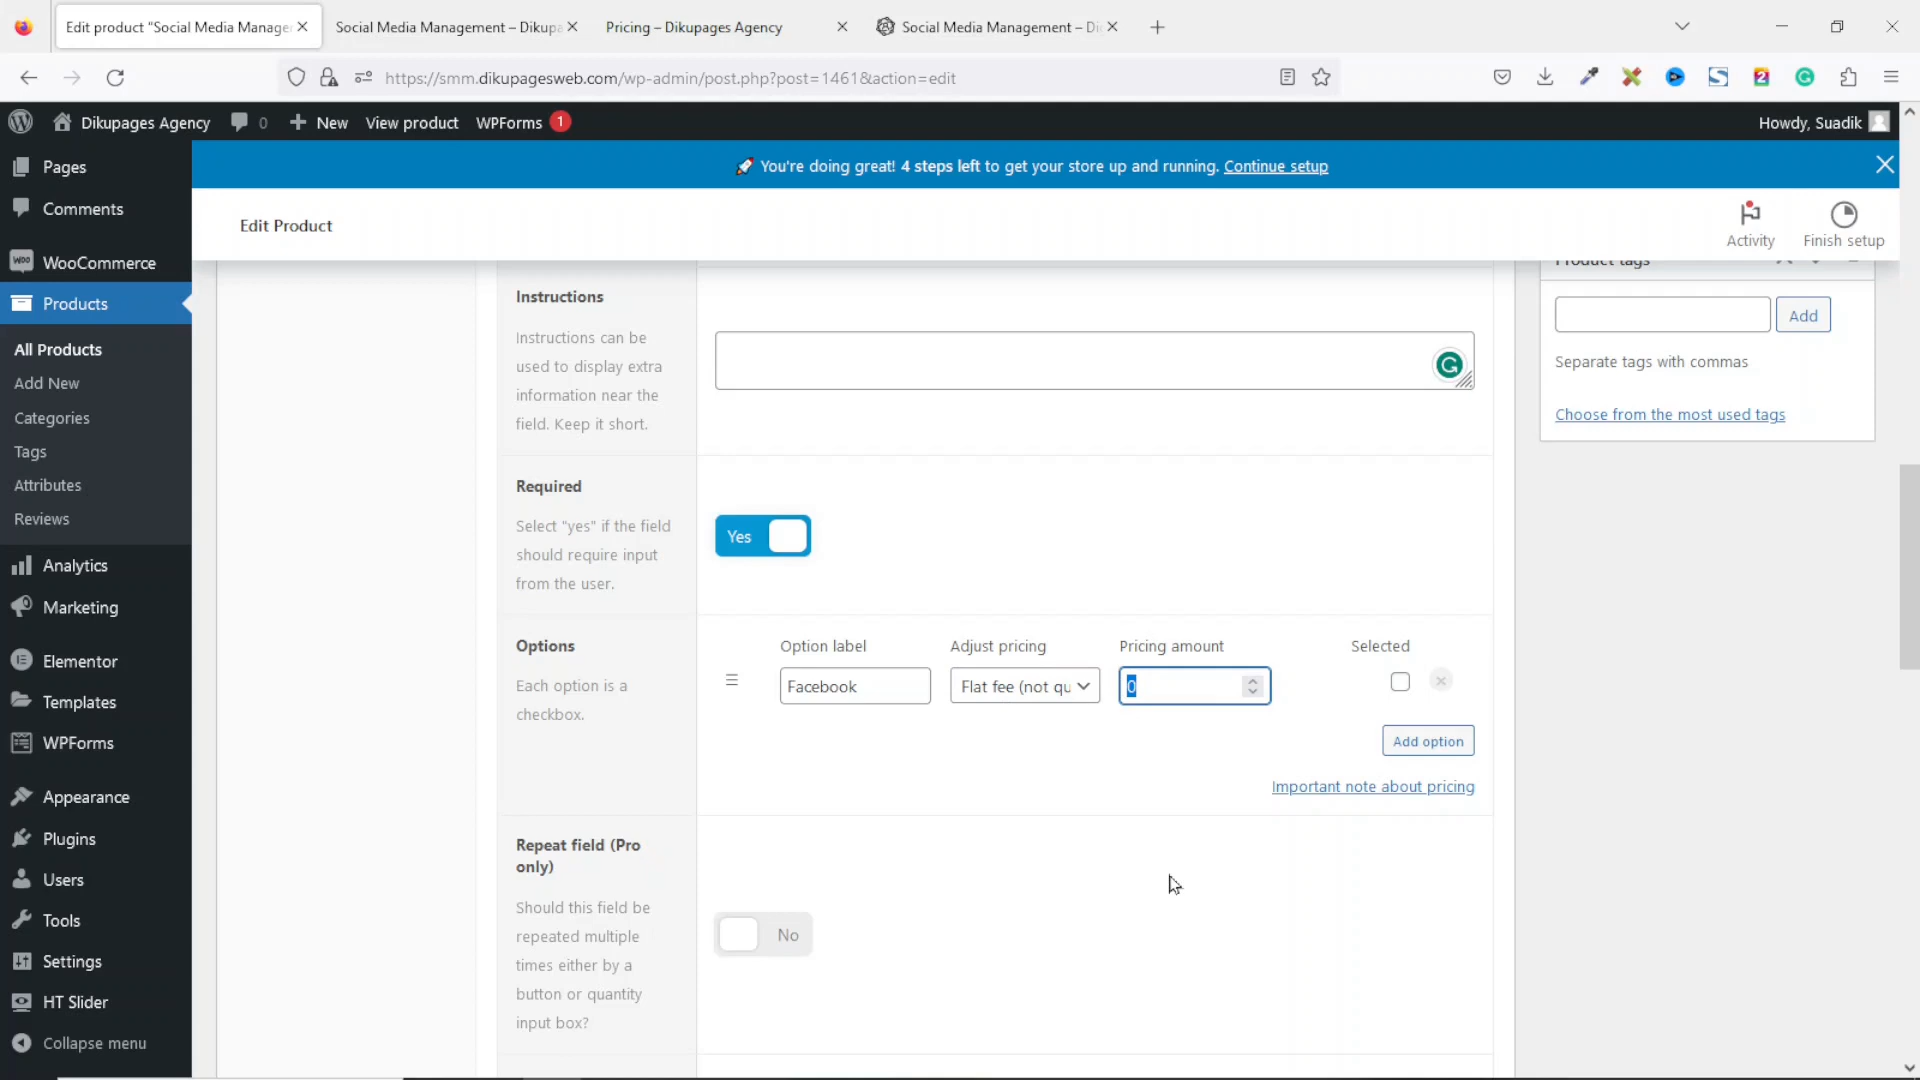 Edit product "Social Media Manage
Social Media Management – Dikupa
Pricing – Dikupages Agency
Social Media Management – Di
https://smm.dikupagesweb.com/wp-admin/post.php?post=1461&action=edit
Dikupages Agency
0
New
View product
WPForms
1
Howdy, Suadik
Pages
Comments
WooCommerce
Products
All Products
Add New
Categories
Tags
Attributes
Reviews
Analytics
Marketing
Elementor
Templates
WPForms
Appearance
Plugins
Users
Tools
Settings
HT Slider
Collapse menu
🚀 You're doing great! 4 steps left to get your store up and running. Continue setup
Edit Product
Activity
Finish setup
Instructions
Instructions can be
used to display extra
information near the
field. Keep it short.
Required
Select "yes" if the field
should require input
from the user.
Yes
Options
Each option is a
checkbox.
Option label
Adjust pricing
Pricing amount
Selected
Facebook
Flat fee (not qu
0
Add option
Important note about pricing
Repeat field (Pro
only)
Should this field be
repeated multiple
times either by a
button or quantity
input box?
No
Product tags
Add
Separate tags with commas
Choose from the most used tags